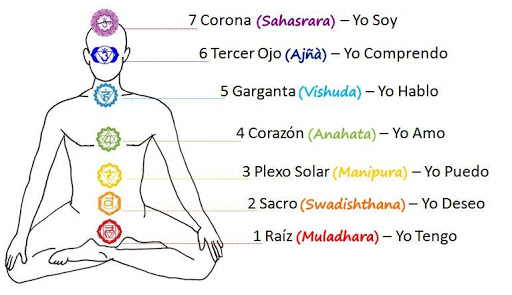 7 Corona (Sahasrara) – Yo Soy
6 Tercer Ojo (Ajñà) – Yo Comprendo
5 Garganta (Vishuda) – Yo Hablo
4 Corazón (Anahata) – Yo Amo
3 Plexo Solar (Manipura) – Yo Puedo
2 Sacro (Swadishthana) – Yo Deseo
1 Raíz (Muladhara) – Yo Tengo